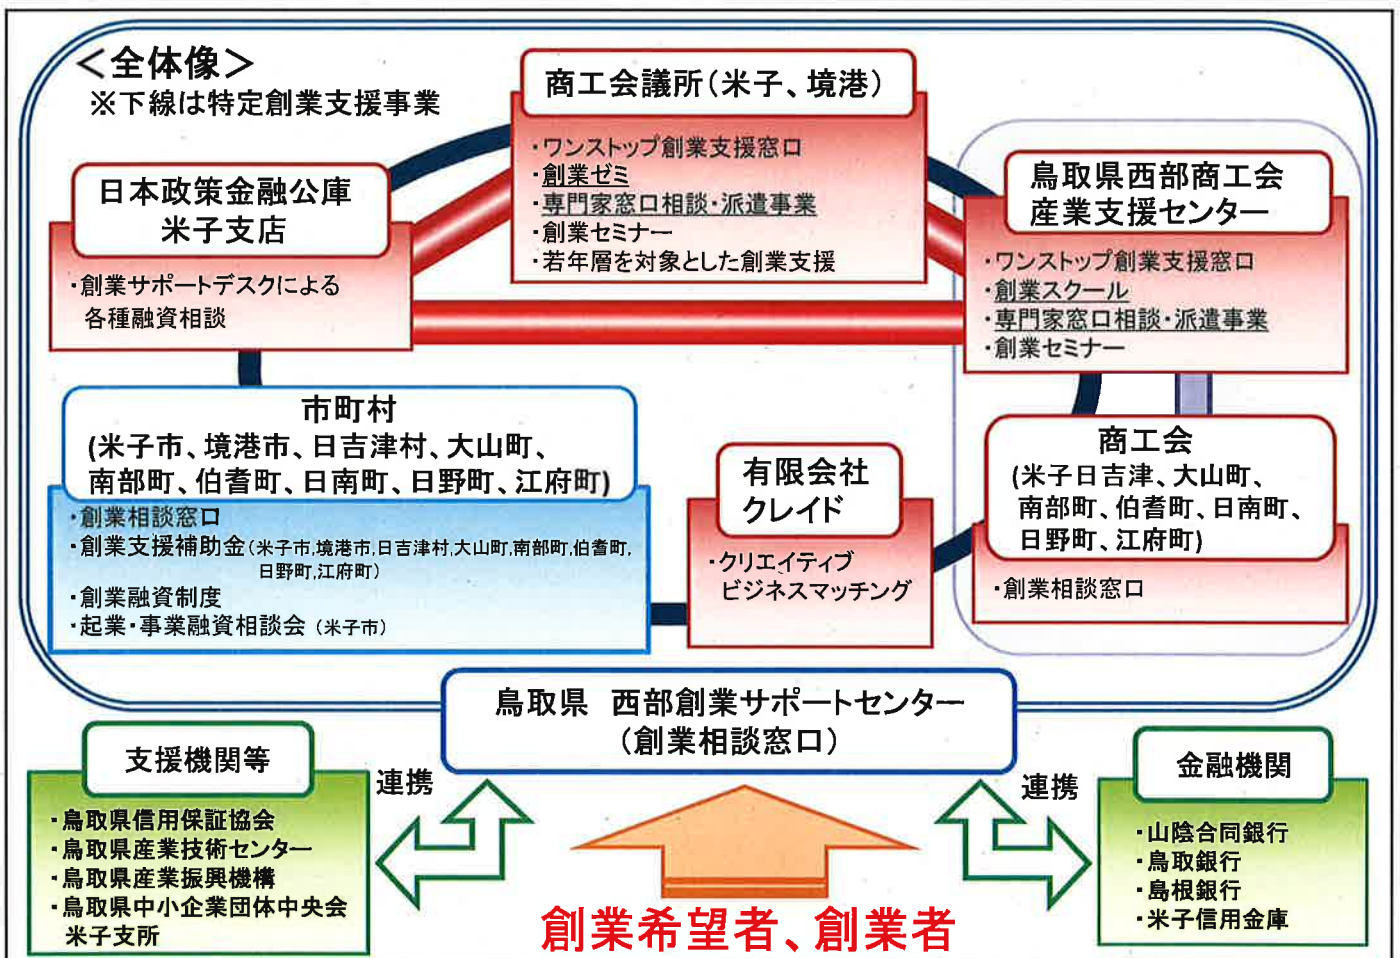 ＜全体像＞
※下線は特定創業支援事業
商工会議所（米子、境港）
・ワンストップ創業支援窓口
・創業ゼミ
・専門家窓口相談・派遣事業
・創業セミナー
・若年層を対象とした創業支援
日本政策金融公庫
米子支店
・創業サポートデスクによる
各種融資相談
鳥取県西部商工会
産業支援センター
・ワンストップ創業支援窓口
・創業スクール
・専門家窓口相談・派遣事業
・創業セミナー
市町村
(米子市、境港市、日吉津村、大山町、
南部町、伯耆町、日南町、日野町、江府町)
・創業相談窓口
・創業支援補助金(米子市,境港市,日吉津村,大山町,南部町,伯耆町,
日野町,江府町)
・創業融資制度
・起業・事業融資相談会（米子市）
有限会社
クレイド
・クリエイティブ
ビジネスマッチング
商工会
(米子日吉津、大山町、
南部町、伯耆町、日南町、
日野町、江府町)
・創業相談窓口
鳥取県　西部創業サポートセンター
（創業相談窓口）
支援機関等
・鳥取県信用保証協会
・鳥取県産業技術センター
・鳥取県産業振興機構
・鳥取県中小企業団体中央会
米子支所
連携
連携
金融機関
・山陰合同銀行
・鳥取銀行
・島根銀行
・米子信用金庫
創業希望者、創業者